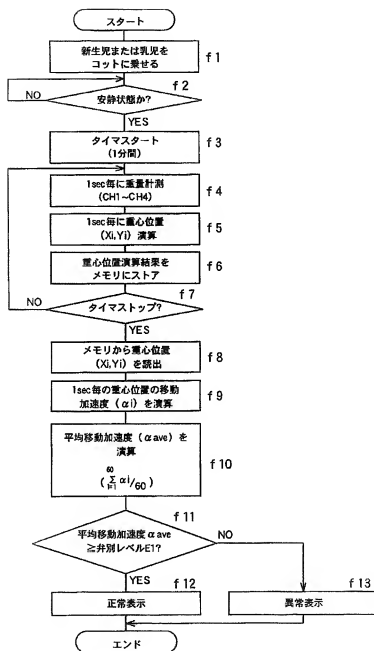 スタート
新生児または乳児を
コットに乗せる
f1
f2
NO
安静状態か?
YES
タイマスタート
(1分間)
f3
1sec毎に重量計測
(CH1~CH4)
f4
1sec毎に重心位置
(Xi,Yi) 演算
f5
重心位置演算結果を
メモリにストア
f6
f7
NO
タイマストップ?
YES
メモリから重心位置
(Xi,Yi) を読出
f8
1sec毎の重心位置の移動
加速度 (αi) を演算
f9
平均移動加速度 (αave) を
演算
f10
60
( Σ αi/60 )
i=1
f11
平均移動加速度αave
≥弁別レベルE1?
NO
YES
f12
正常表示
f13
異常表示
エンド